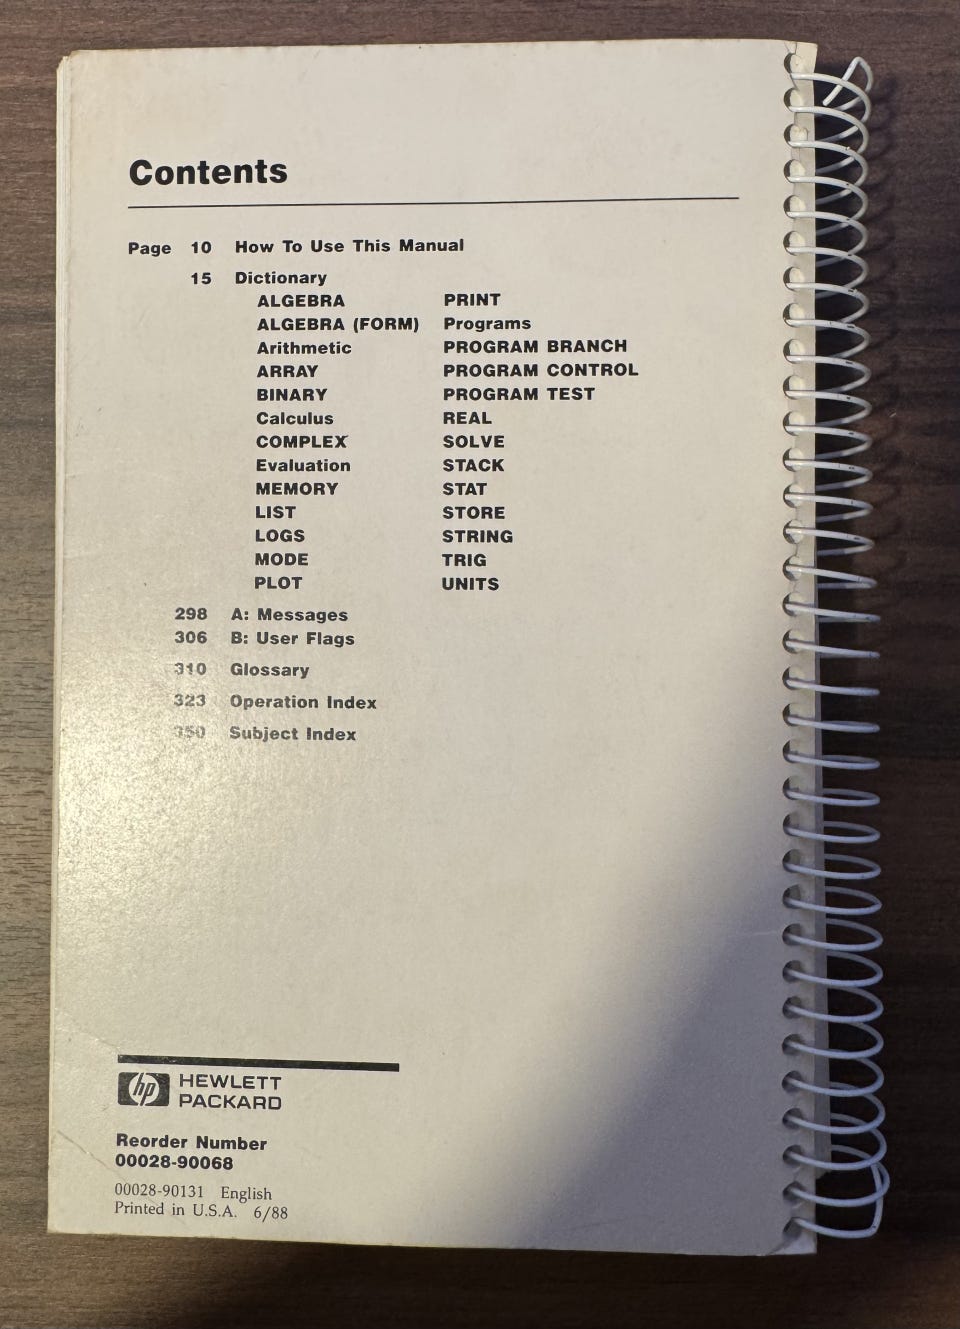 Contents
Page 10 How To Use This Manual
15 Dictionary
ALGEBRA PRINT
ALGEBRA (FORM) Programs
Arithmetic PROGRAM BRANCH
ARRAY PROGRAM CONTROL
BINARY PROGRAM TEST
Calculus REAL
COMPLEX SOLVE
Evaluation STACK
MEMORY STAT
LIST STORE
LOGS STRING
MODE TRIG
PLOT UNITS
298 A: Messages
306 B: User Flags
310 Glossary
323 Operation Index
350 Subject Index
hp HEWLETT
PACKARD
Reorder Number
00028-90068
00028-90131 English
Printed in U.S.A. 6/88